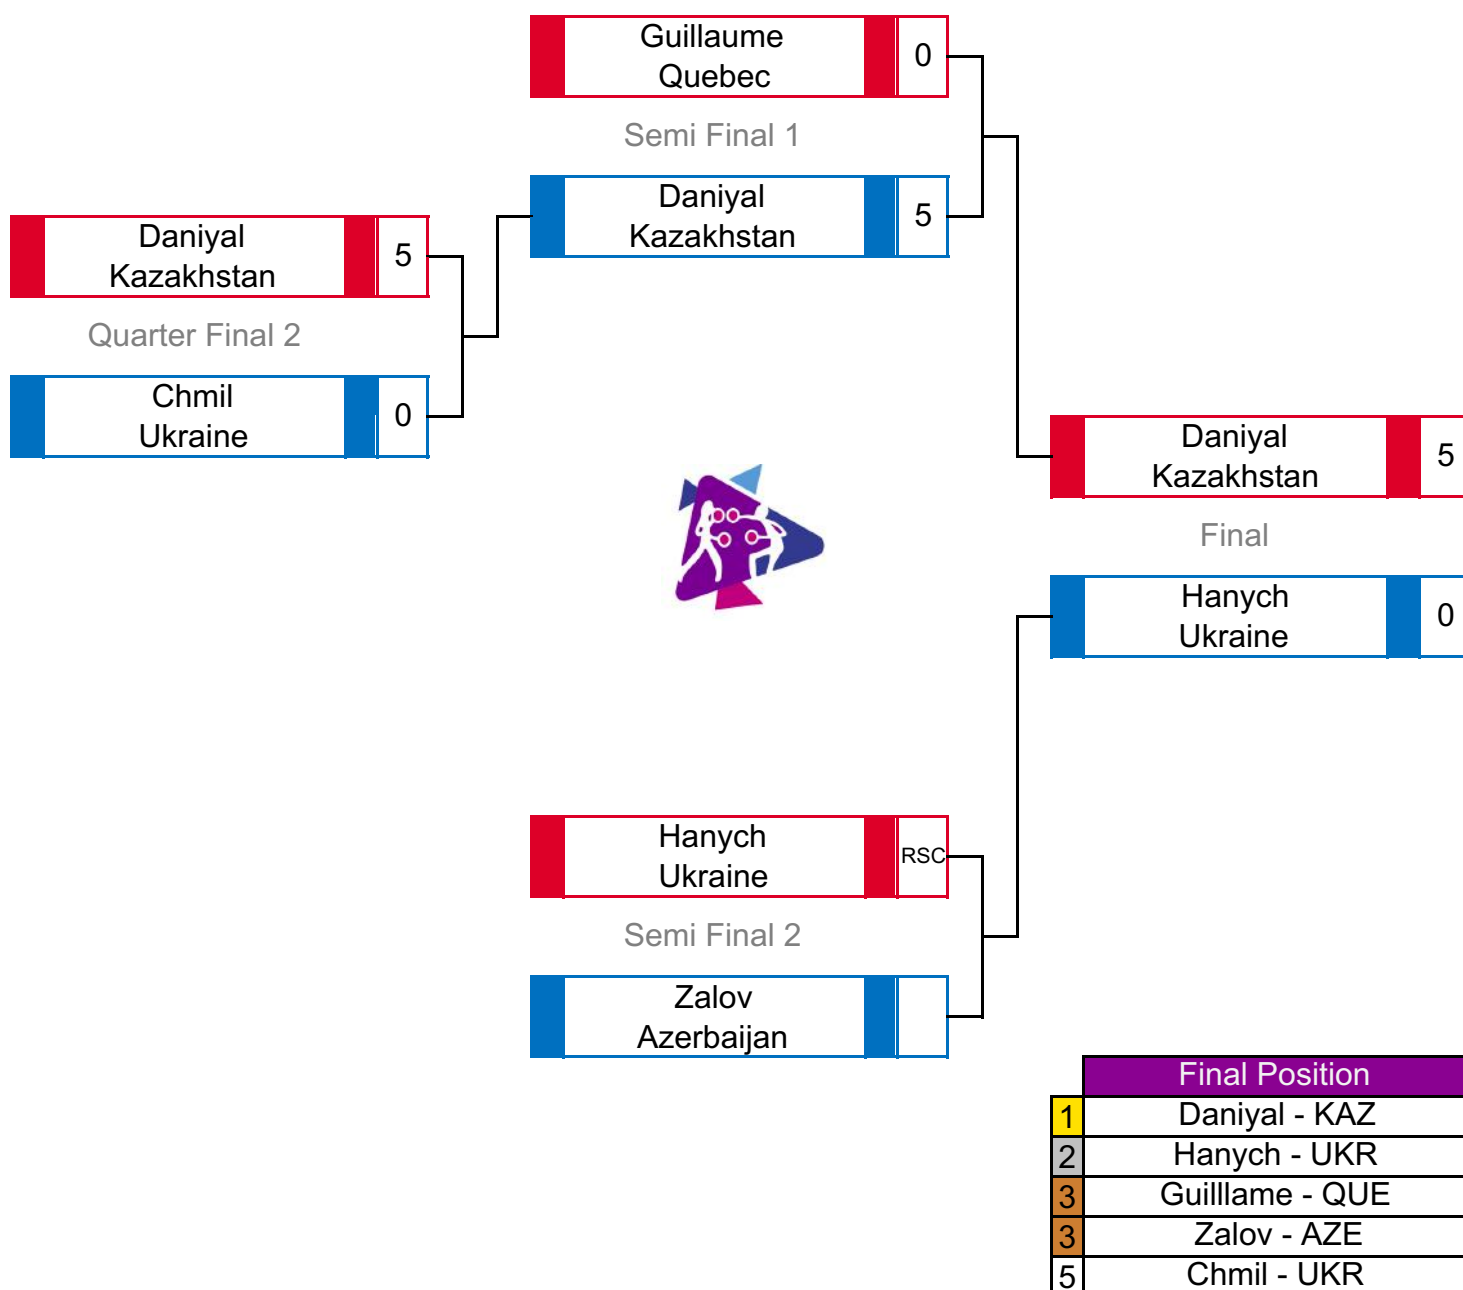 Guillaume
Quebec
0
Semi Final 1
Daniyal
Kazakhstan
5
Daniyal
Kazakhstan
5
Quarter Final 2
Chmil
Ukraine
0
Daniyal
Kazakhstan
5
Final
Hanych
Ukraine
0
Hanych
Ukraine
RSC
Semi Final 2
Zalov
Azerbaijan
Final Position
1 Daniyal - KAZ
2 Hanych - UKR
3 Guilllame - QUE
3 Zalov - AZE
5 Chmil - UKR